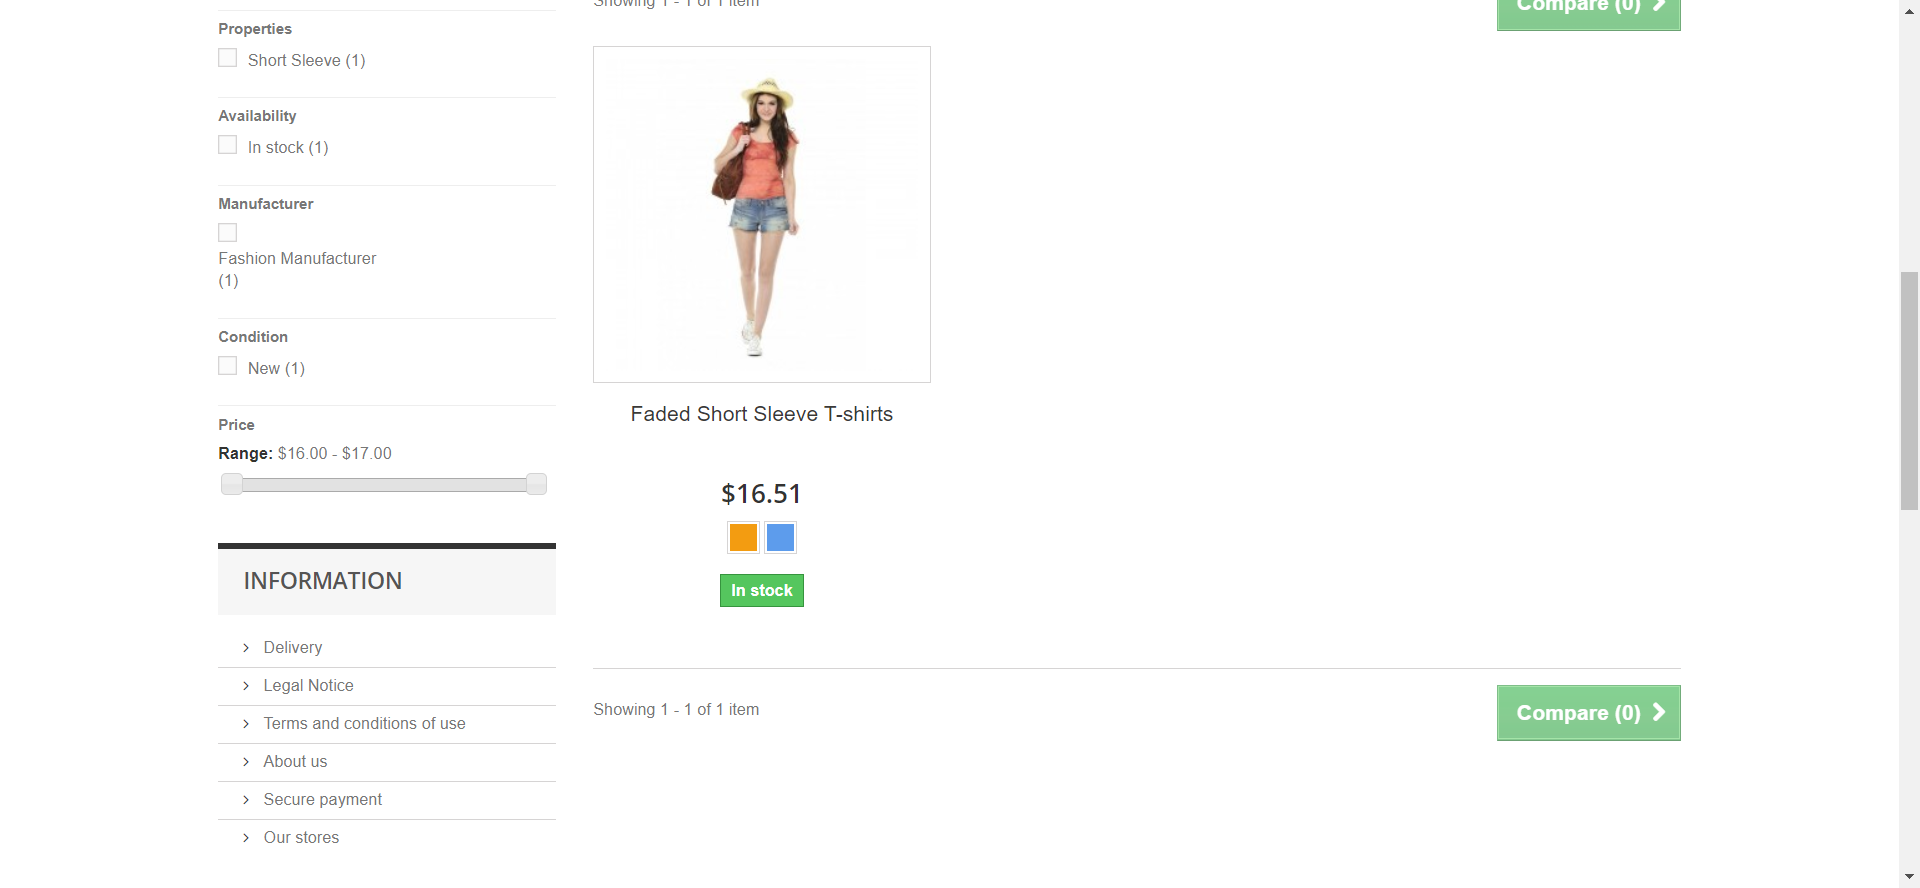 Showing 1 - 1 of 1 item
Compare (0)
Properties
Short Sleeve (1)
Availability
In stock (1)
Manufacturer
Fashion Manufacturer
(1)
Condition
New (1)
Price
Range: $16.00 - $17.00
INFORMATION
Delivery
Legal Notice
Terms and conditions of use
About us
Secure payment
Our stores
Faded Short Sleeve T-shirts
$16.51
In stock
Showing 1 - 1 of 1 item
Compare (0)